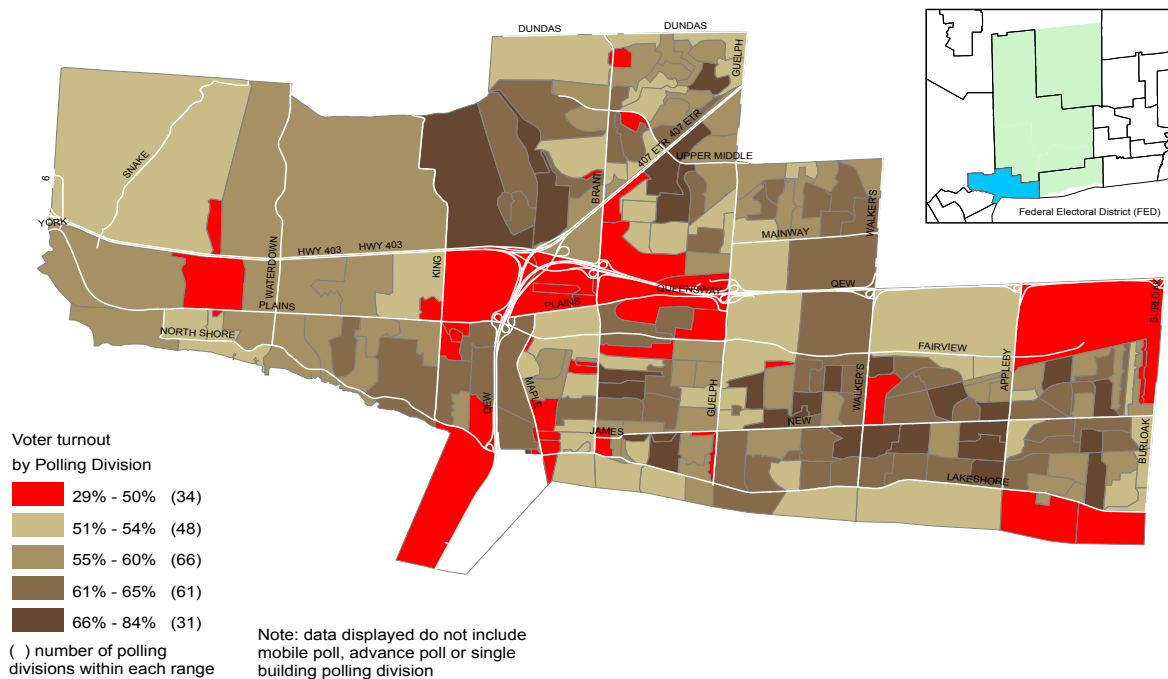 DUNDAS
DUNDAS
GUELPH
SNAKE
407 ETR 407 ETR
UPPER MIDDLE
BRANT
6
YORK
HWY 403
HWY 403
WATERDOWN
KING
MAINWAY
WALKER'S
QUEENSWAY
QEW
PLAINS
PLAINS
NORTH SHORE
BURLOAK
FAIRVIEW
APPLEBY
QEW
MAPLE
GUELPH
WALKER'S
NEW
JAMES
BURLOAK
LAKESHORE
Federal Electoral District (FED)
Voter turnout
by Polling Division
29% - 50% (34)
51% - 54% (48)
55% - 60% (66)
61% - 65% (61)
66% - 84% (31)
( ) number of polling
divisions within each range
Note: data displayed do not include
mobile poll, advance poll or single
building polling division